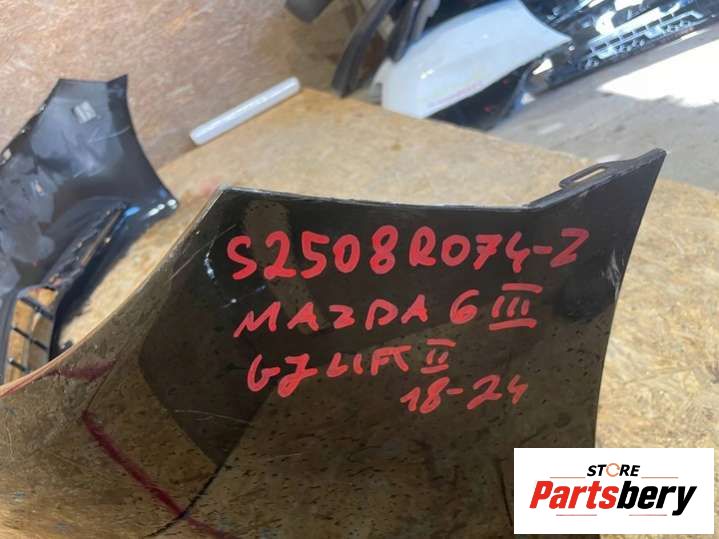 S2508R074-Z
MAZDA 6 III
GJ LIFT II
18-24
STORE
Partsbery